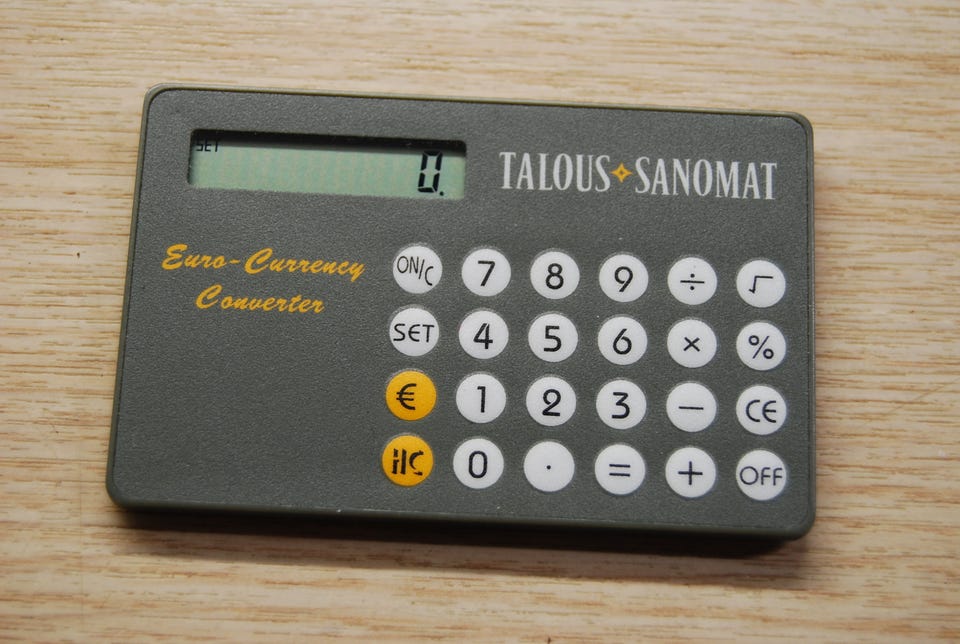 SET
0.
TALOUS SANOMAT
Euro-Currency
Converter
ON/C 7 8 9 ÷ √
SET 4 5 6 × %
€ 1 2 3 − CE
0 · = + OFF